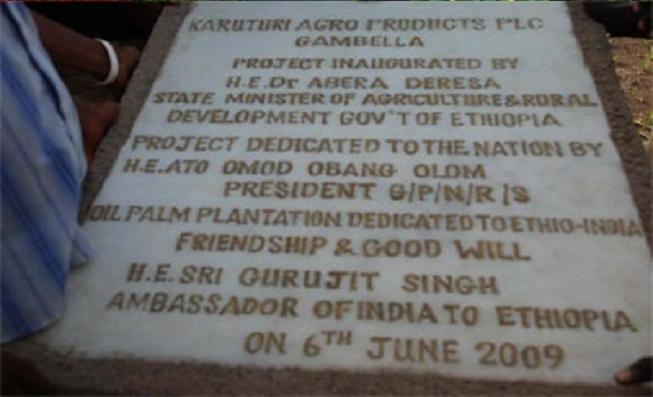 KARUTURI AGRO PRODUCTS PLC
GAMBELLA
PROJECT INAUGURATED BY
H.E.Dr ABERA DERESA
STATE MINISTER OF AGRICULTURE&RURAL
DEVELOPMENT GOV'T OF ETHIOPIA
PROJECT DEDICATED TO THE NATION BY
H.E.ATO OMOD OBANG OLOM
PRESIDENT G/P/N/R/S
OIL PALM PLANTATION DEDICATED TO ETHIO-INDIA
FRIENDSHIP & GOOD WILL
H.E.SRI GURUJIT SINGH
AMBASSADOR OF INDIA TO ETHIOPIA
ON 6TH JUNE 2009